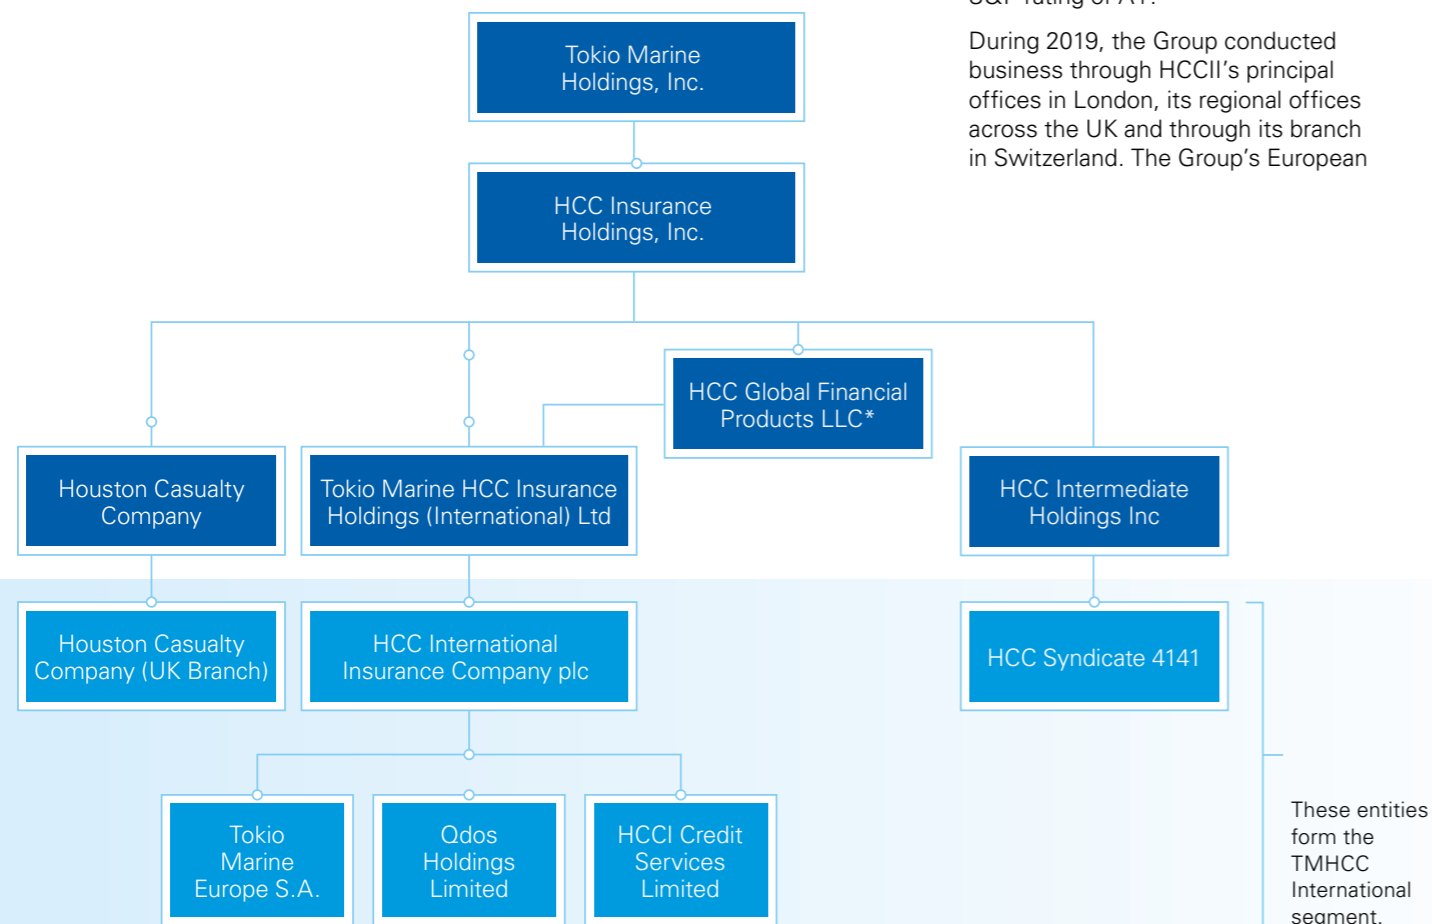 S&P rating of A+.
During 2019, the Group conducted
business through HCCII's principal
offices in London, its regional offices
across the UK and through its branch
in Switzerland. The Group's European
Tokio Marine
Holdings, Inc.
HCC Insurance
Holdings, Inc.
HCC Global Financial
Products LLC*
Houston Casualty
Company
Tokio Marine HCC Insurance
Holdings (International) Ltd
HCC Intermediate
Holdings Inc
Houston Casualty
Company (UK Branch)
HCC International
Insurance Company plc
HCC Syndicate 4141
Tokio
Marine
Europe S.A.
Qdos
Holdings
Limited
HCCI Credit
Services
Limited
These entities
form the
TMHCC
International
segment.